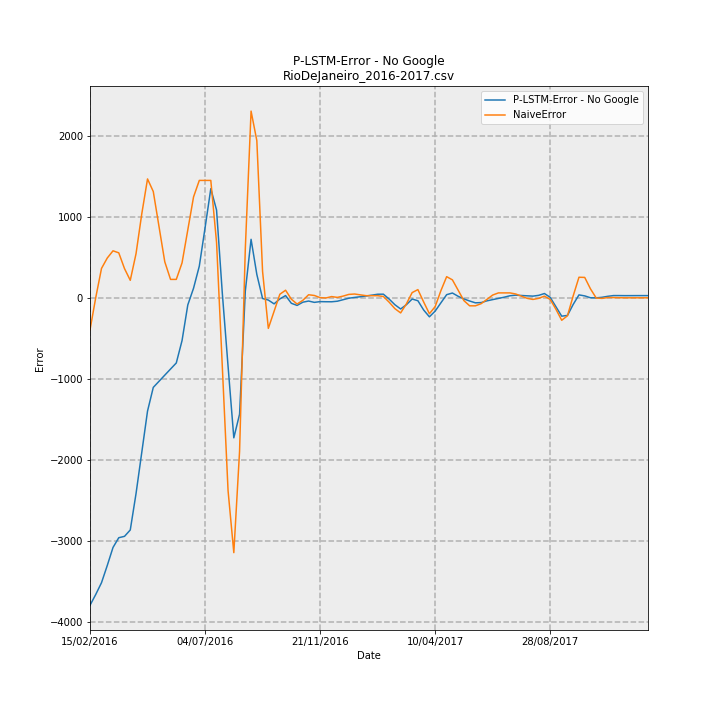 P-LSTM-Error - No Google
RioDeJaneiro_2016-2017.csv
P-LSTM-Error - No Google
NaiveError
2000
1000
0
−1000
−2000
−3000
−4000
Error
15/02/2016
04/07/2016
21/11/2016
10/04/2017
28/08/2017
Date